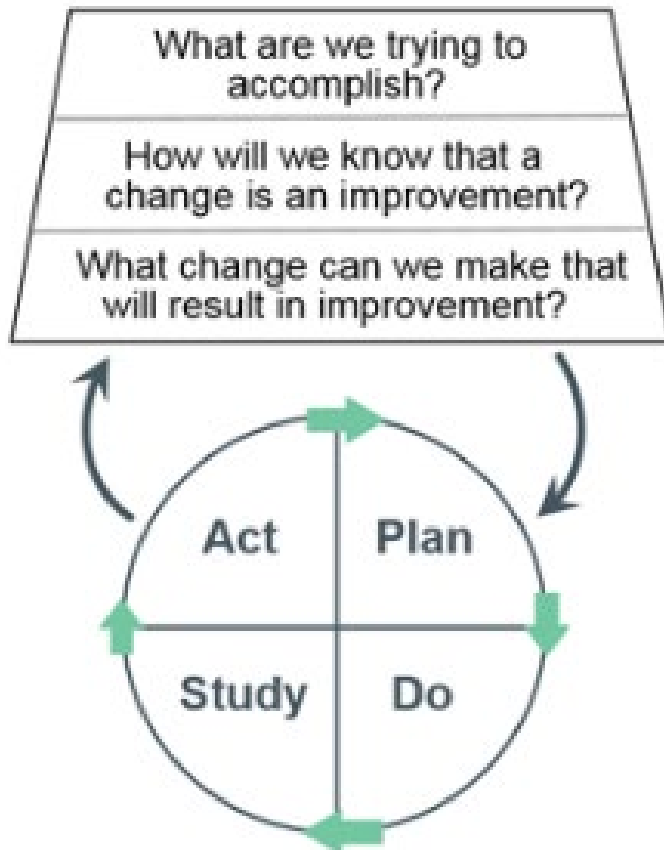 What are we trying to
accomplish?
How will we know that a
change is an improvement?
What change can we make that
will result in improvement?
Act
Plan
Study
Do